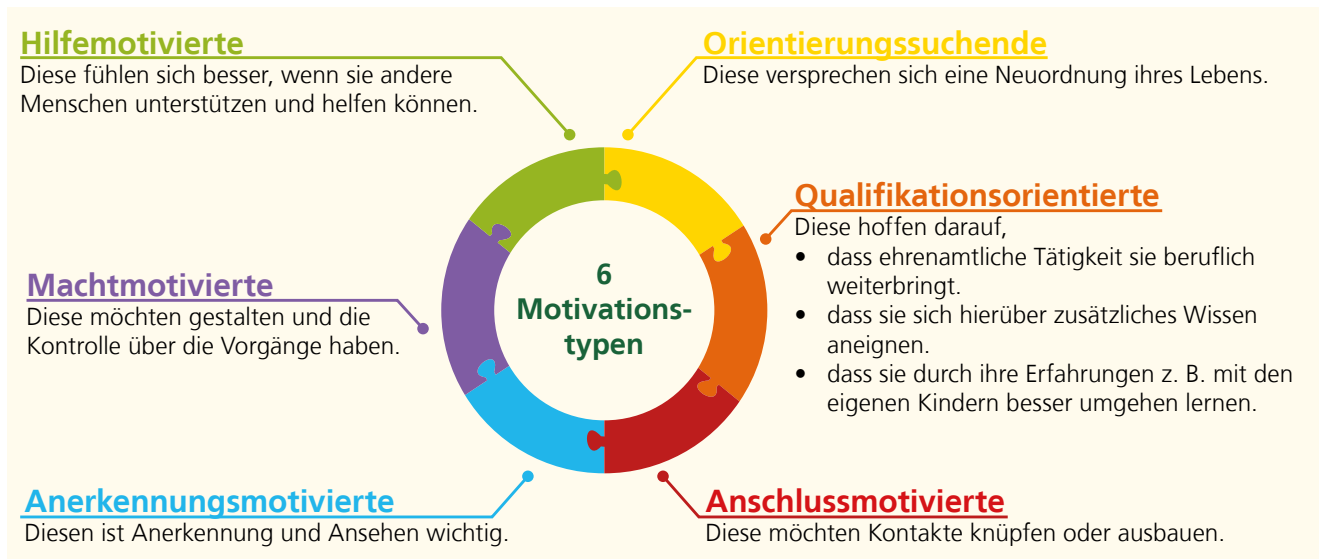 Hilfemotivierte
Diese fühlen sich besser, wenn sie andere
Menschen unterstützen und helfen können.
Orientierungssuchende
Diese versprechen sich eine Neuordnung ihres Lebens.
Qualifikationsorientierte
Diese hoffen darauf,
• dass ehrenamtliche Tätigkeit sie beruflich
weiterbringt.
• dass sie sich hierüber zusätzliches Wissen
aneignen.
• dass sie durch ihre Erfahrungen z. B. mit den
eigenen Kindern besser umgehen lernen.
6
Motivations-
typen
Machtmotivierte
Diese möchten gestalten und die
Kontrolle über die Vorgänge haben.
Anerkennungsmotivierte
Diesen ist Anerkennung und Ansehen wichtig.
Anschlussmotivierte
Diese möchten Kontakte knüpfen oder ausbauen.